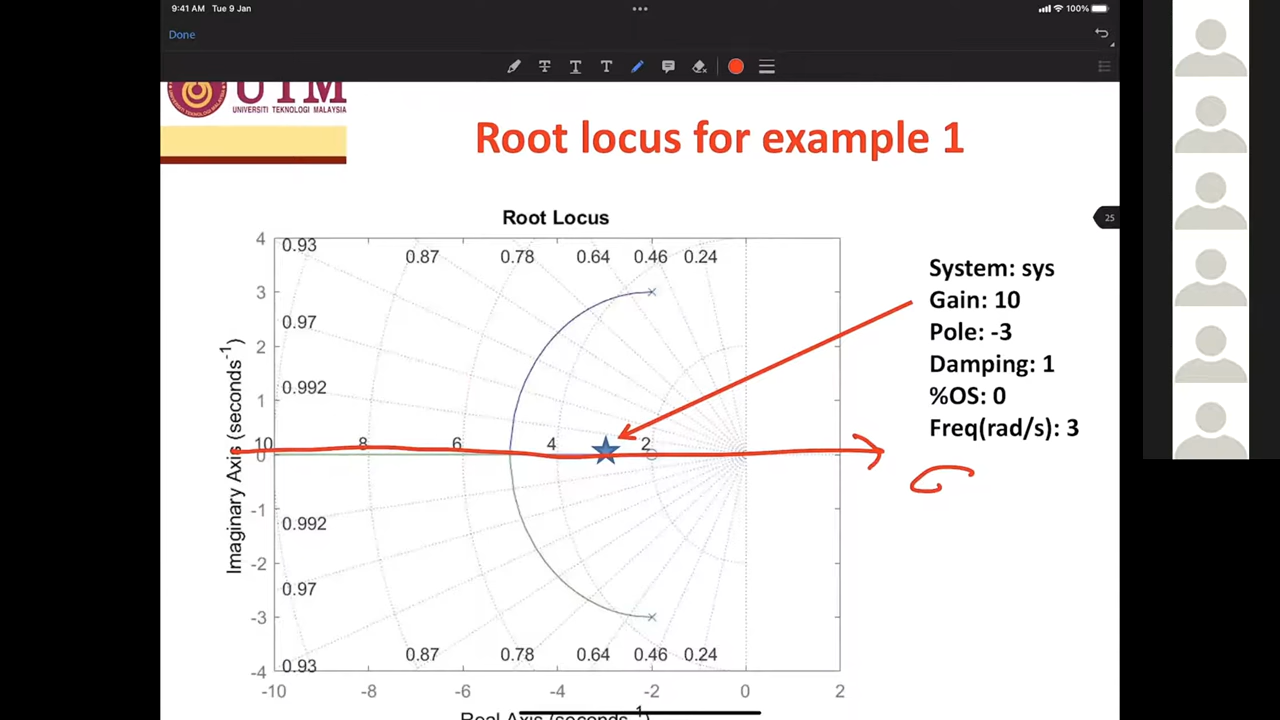 9:41 AM Tue 9 Jan
100%
Done
T T T
UTM
UNIVERSITI TEKNOLOGI MALAYSIA
Root locus for example 1
25
Root Locus
System: sys
Gain: 10
Pole: -3
Damping: 1
%OS: 0
Freq(rad/s): 3
4
3
2
1
0
-1
-2
-3
-4
Imaginary Axis (seconds-1)
0.93 0.87 0.78 0.64 0.46 0.24
0.97
0.992
10 8 6 4 2
0.992
0.97
0.93 0.87 0.78 0.64 0.46 0.24
-10 -8 -6 -4 -2 0 2
Real Axis (seconds-1)
σ